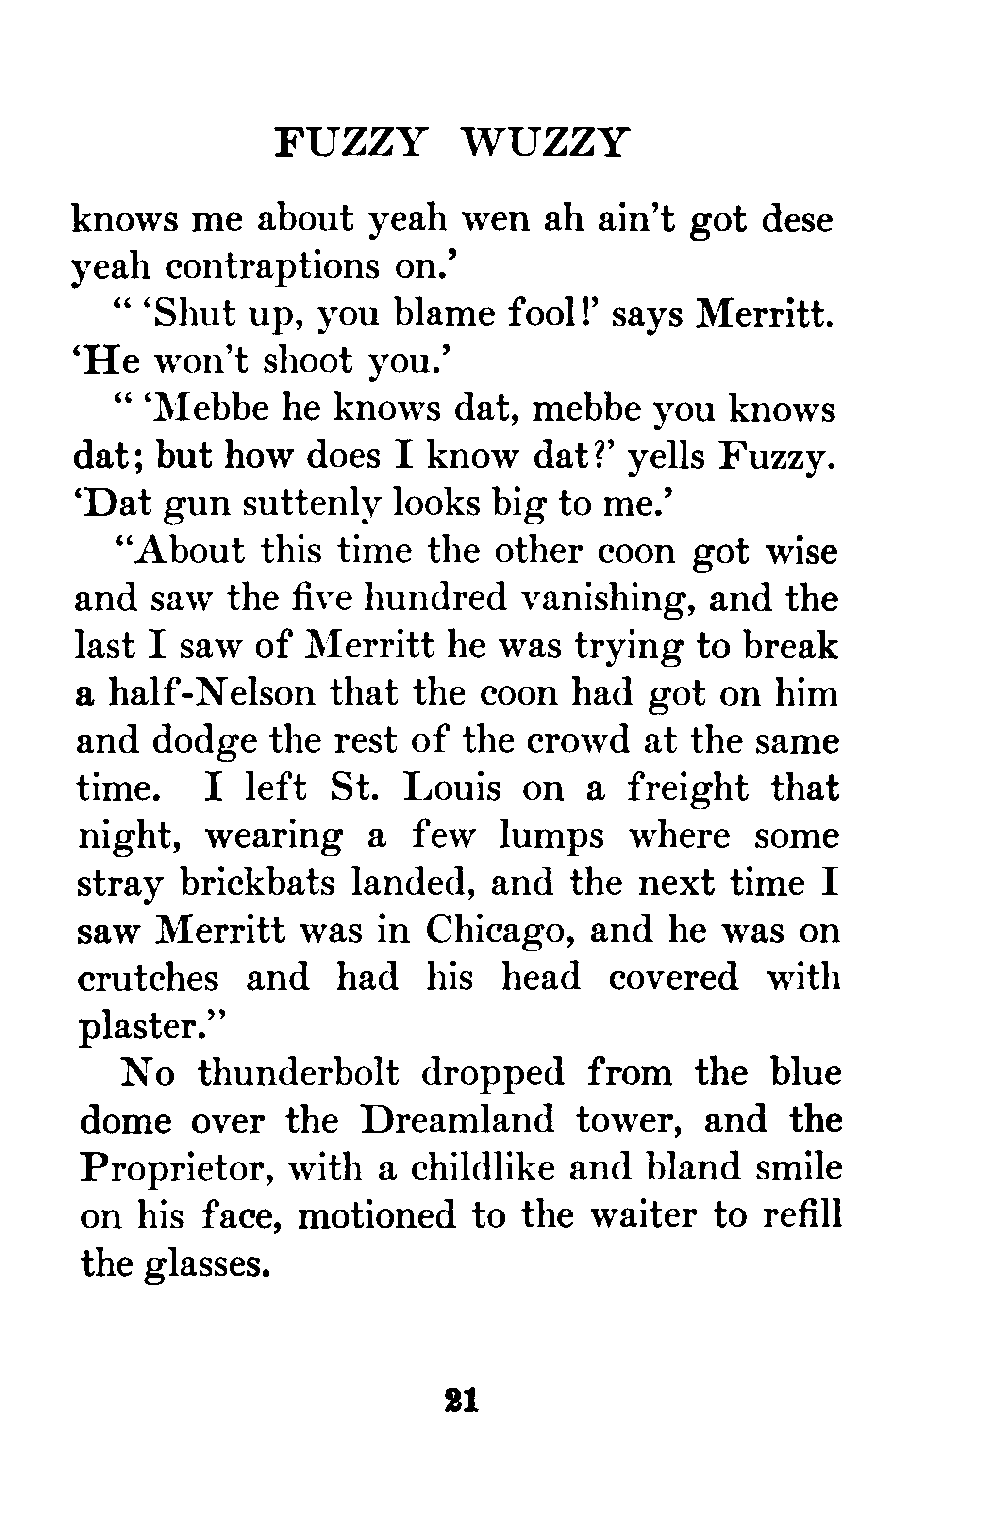 FUZZY WUZZY
knows me about yeah wen ah ain't got dese
yeah contraptions on.'
" 'Shut up, you blame fool!' says Merritt.
'He won't shoot you.'
" 'Mebbe he knows dat, mebbe you knows
dat; but how does I know dat?' yells Fuzzy.
'Dat gun suttenly looks big to me.'
"About this time the other coon got wise
and saw the five hundred vanishing, and the
last I saw of Merritt he was trying to break
a half-Nelson that the coon had got on him
and dodge the rest of the crowd at the same
time. I left St. Louis on a freight that
night, wearing a few lumps where some
stray brickbats landed, and the next time I
saw Merritt was in Chicago, and he was on
crutches and had his head covered with
plaster."
No thunderbolt dropped from the blue
dome over the Dreamland tower, and the
Proprietor, with a childlike and bland smile
on his face, motioned to the waiter to refill
the glasses.
21